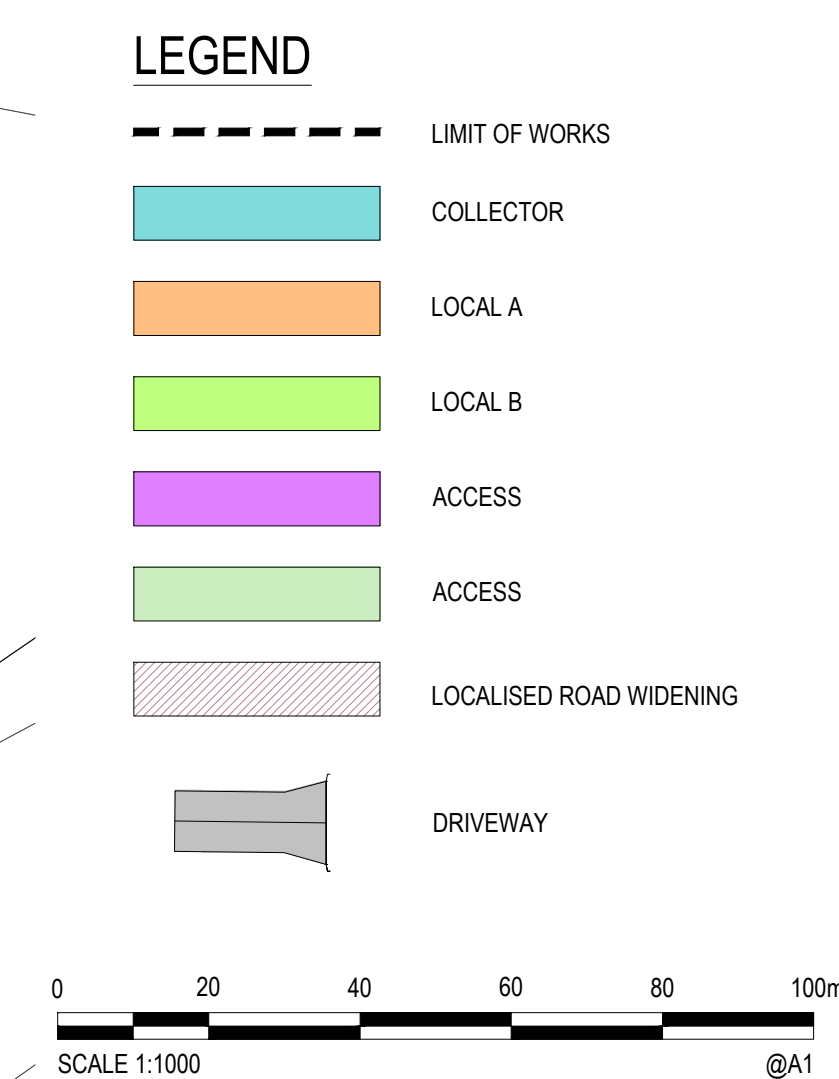 LEGEND
LIMIT OF WORKS
COLLECTOR
LOCAL A
LOCAL B
ACCESS
ACCESS
LOCALISED ROAD WIDENING
DRIVEWAY
0 20 40 60 80 100m
SCALE 1:1000 @A1